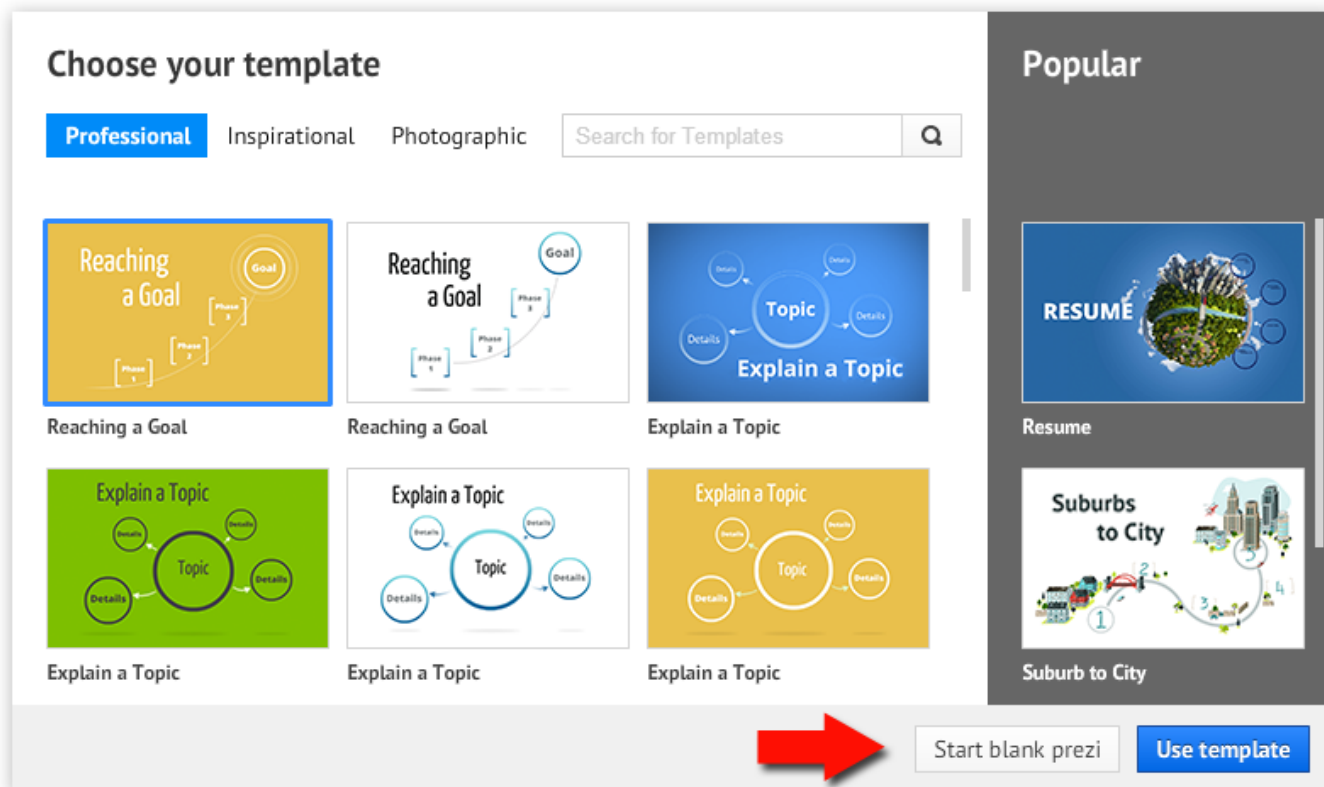 Choose your template
Popular
Professional
Inspirational
Photographic
Search for Templates
Reaching
a Goal
Goal
Phase
3
Phase
2
Phase
1
Reaching a Goal
Reaching
a Goal
Goal
Phase
3
Phase
2
Phase
1
Reaching a Goal
Details
Details
Topic
Details
Details
Explain a Topic
Explain a Topic
RESUME
Resume
Explain a Topic
Details
Details
Topic
Details
Details
Explain a Topic
Explain a Topic
Details
Details
Topic
Details
Details
Explain a Topic
Explain a Topic
Details
Details
Topic
Details
Details
Explain a Topic
Suburbs
to City
1
2
3
4
5
Suburb to City
Start blank prezi
Use template